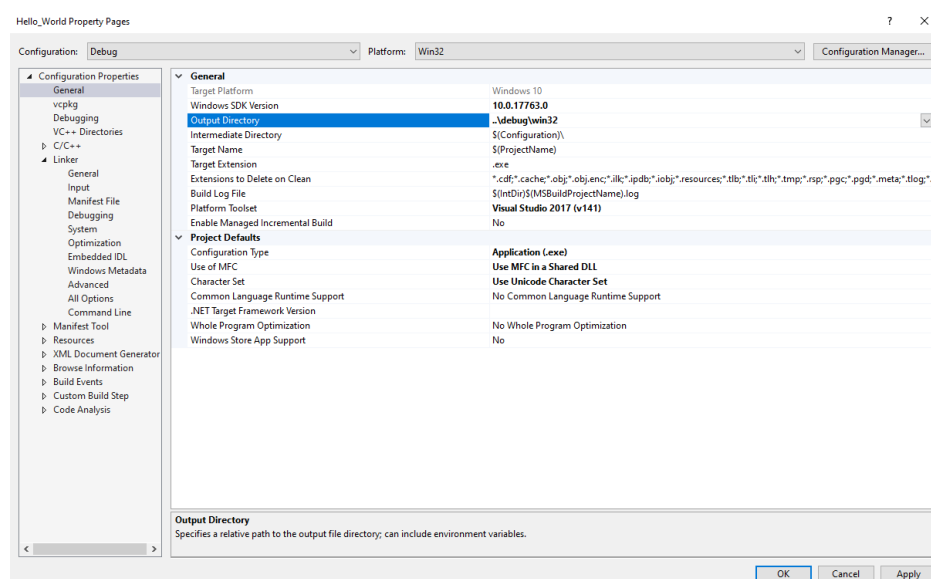 Hello_World Property Pages
Configuration: Debug Platform: Win32 Configuration Manager...
Configuration Properties
General
vcpkg
Debugging
VC++ Directories
C/C++
Linker
General
Input
Manifest File
Debugging
System
Optimization
Embedded IDL
Windows Metadata
Advanced
All Options
Command Line
Manifest Tool
Resources
XML Document Generator
Browse Information
Build Events
Custom Build Step
Code Analysis
General
Target Platform Windows 10
Windows SDK Version 10.0.17763.0
Output Directory ..\debug\win32
Intermediate Directory $(Configuration)\
Target Name $(ProjectName)
Target Extension .exe
Extensions to Delete on Clean *.cdf;*.cache;*.obj;*.obj.enc;*.ilk;*.ipdb;*.iobj;*.resources;*.tlb;*.tli;*.tlh;*.tmp;*.rsp;*.pgc;*.pgd;*.meta;*.tlog;*.
Build Log File $(IntDir)$(MSBuildProjectName).log
Platform Toolset Visual Studio 2017 (v141)
Enable Managed Incremental Build No
Project Defaults
Configuration Type Application (.exe)
Use of MFC Use MFC in a Shared DLL
Character Set Use Unicode Character Set
Common Language Runtime Support No Common Language Runtime Support
.NET Target Framework Version
Whole Program Optimization No Whole Program Optimization
Windows Store App Support No
Output Directory
Specifies a relative path to the output file directory; can include environment variables.
OK Cancel Apply